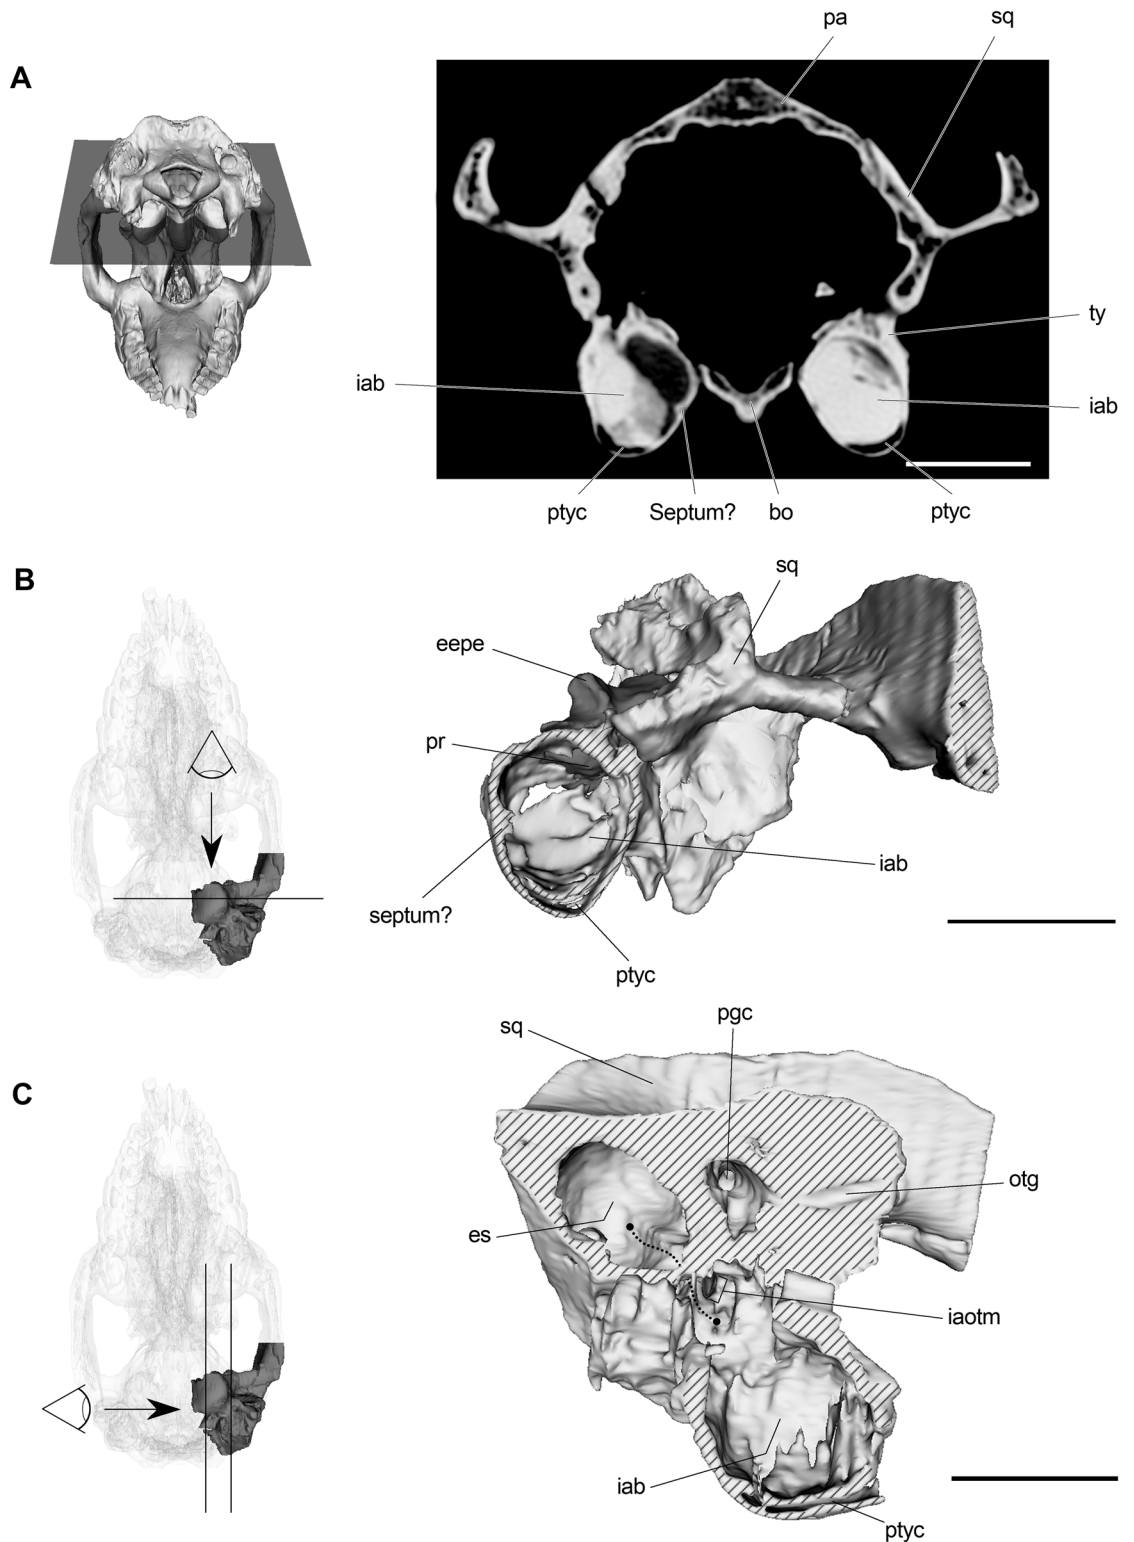 A
pa
sq
ty
iab
iab
ptyc
Septum?
bo
ptyc
B
sq
eepe
pr
iab
septum?
ptyc
C
pgc
sq
otg
es
iaotm
iab
ptyc